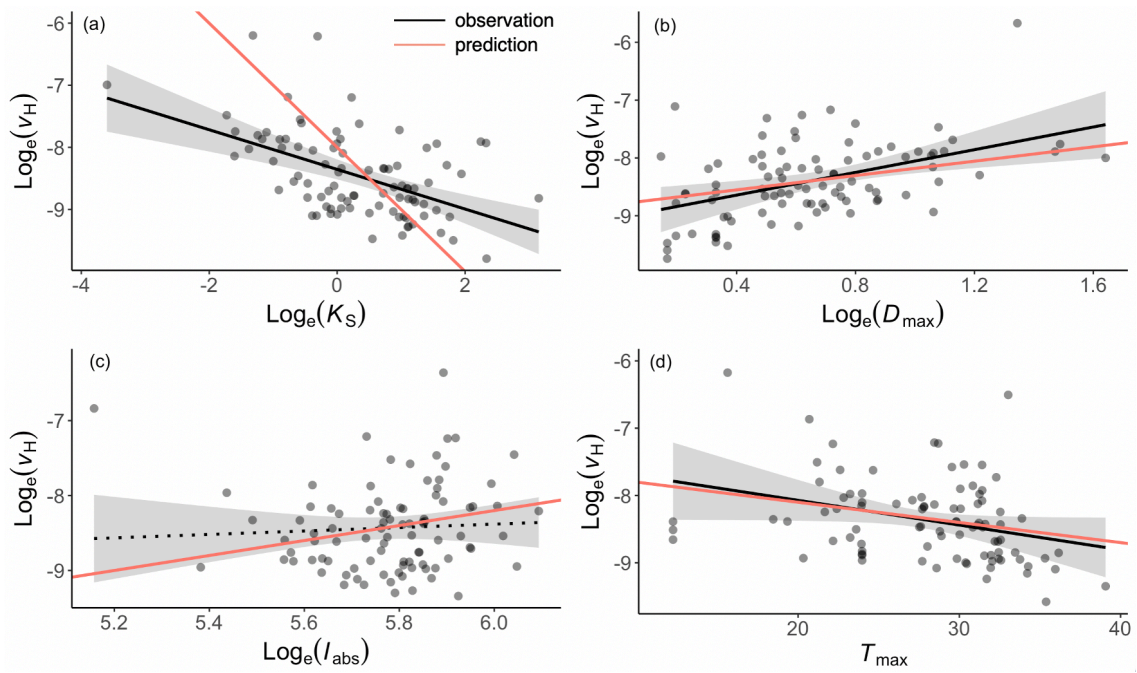 (a)
observation
prediction
-6
-7
-8
-9
Logₑ(vH)
-4 -2 0 2
Logₑ(KS)
(b)
-6
-7
-8
-9
Logₑ(vH)
0.4 0.8 1.2 1.6
Logₑ(Dmax)
(c)
-7
-8
-9
Logₑ(vH)
5.2 5.4 5.6 5.8 6.0
Logₑ(Iabs)
(d)
-6
-7
-8
-9
Logₑ(vH)
20 30 40
Tmax